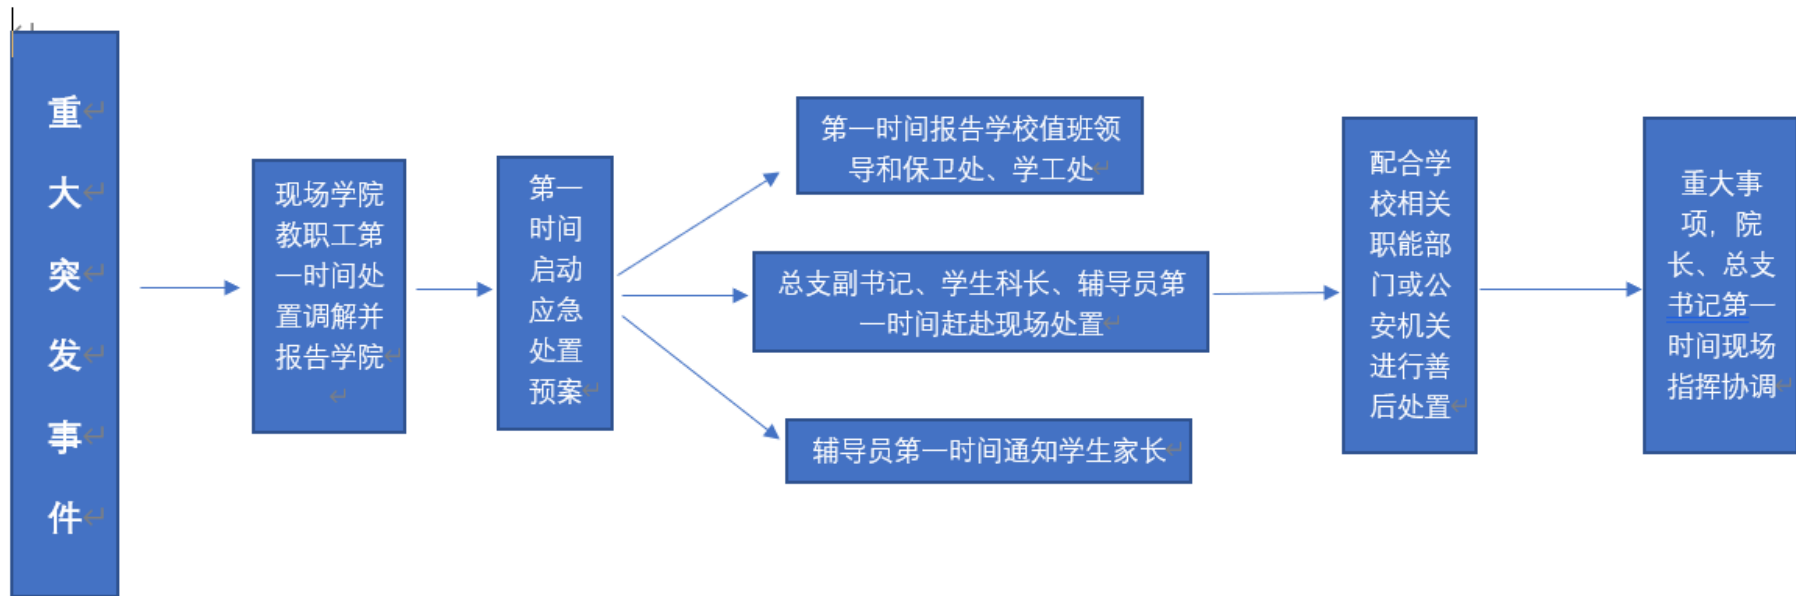 重
大
突
发
事
件
现场学院
教职工第
一时间处
置调解并
报告学院
第一
时间
启动
应急
处置
预案
第一时间报告学校值班领
导和保卫处、学工处
总支副书记、学生科长、辅导员第
一时间赶赴现场处置
辅导员第一时间通知学生家长
配合学
校相关
职能部
门或公
安机关
进行善
后处置
重大事
项，院
长、总支
书记第一
时间现场
指挥协调